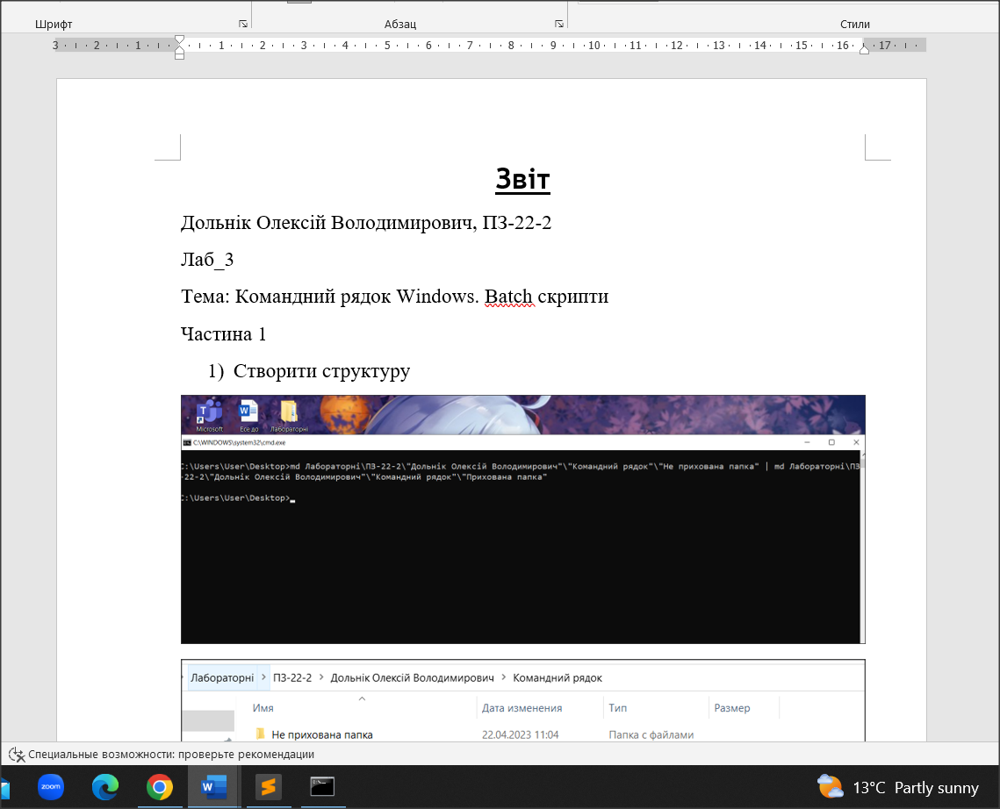 Шрифт
Абзац
Стили
3 2 1 1 2 3 4 5 6 7 8 9 10 11 12 13 14 15 16 17
Звіт
Дольнік Олексій Володимирович, ПЗ-22-2
Лаб_3
Тема: Командний рядок Windows. Batch скрипти
Частина 1
1) Створити структуру
Microsoft
Есе до
Лабораторні
C:\WINDOWS\system32\cmd.exe
C:\Users\User\Desktop>md Лабораторні\ПЗ-22-2\"Дольнік Олексій Володимирович"\"Командний рядок"\"Не прихована папка" | md Лабораторні\ПЗ
-22-2\"Дольнік Олексій Володимирович"\"Командний рядок"\"Прихована папка"
C:\Users\User\Desktop>
Лабораторні > ПЗ-22-2 > Дольнік Олексій Володимирович > Командний рядок
Имя Дата изменения Тип Размер
Не прихована папка 22.04.2023 11:04 Папка с файлами
Специальные возможности: проверьте рекомендации
zoom
13°C Partly sunny